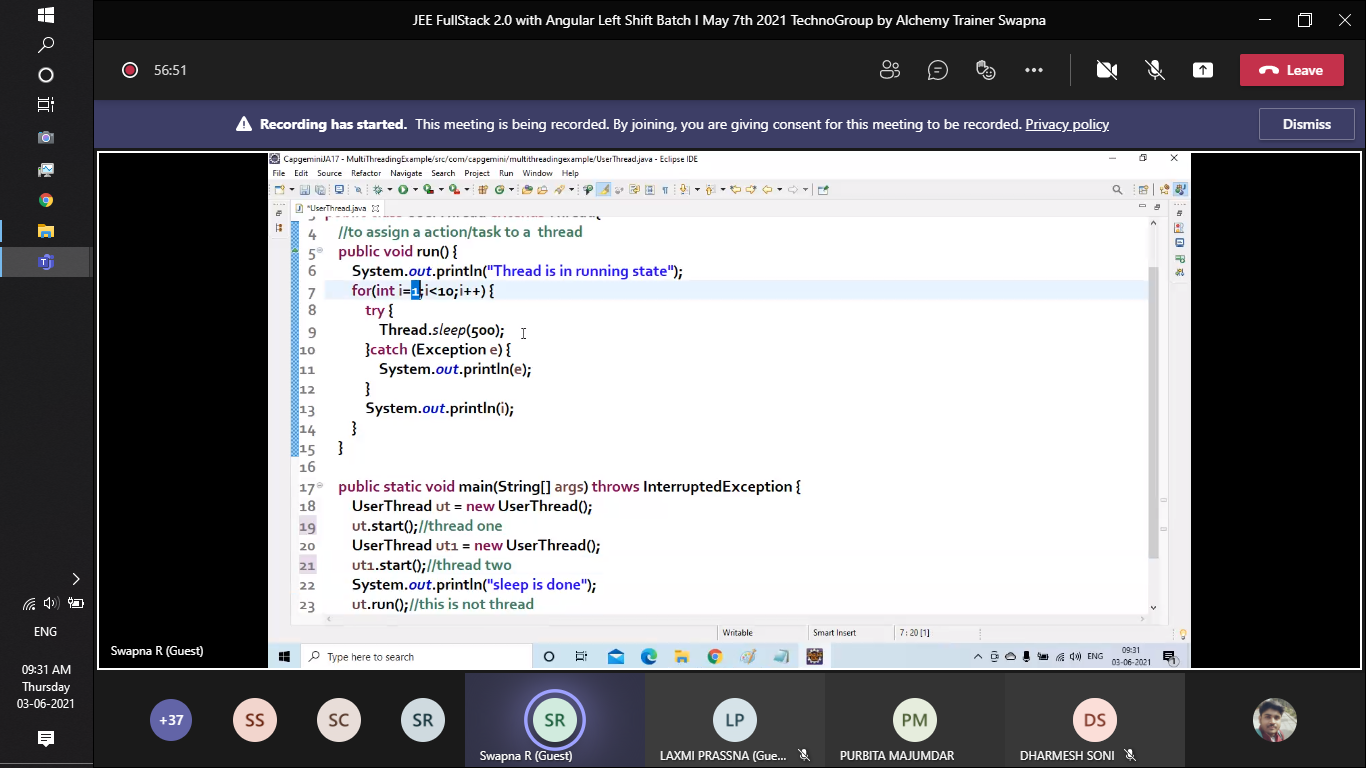 JEE FullStack 2.0 with Angular Left Shift Batch I May 7th 2021 TechnoGroup by Alchemy Trainer Swapna
56:51
Leave
Recording has started. This meeting is being recorded. By joining, you are giving consent for this meeting to be recorded. Privacy policy
Dismiss
CapgeminiJA17 - MultiThreadingExample/src/com/capgemini/multithreadingexample/UserThread.java - Eclipse IDE
File Edit Source Refactor Navigate Search Project Run Window Help
*UserThread.java
4 //to assign a action/task to a thread
5 public void run() {
6 System.out.println("Thread is in running state");
7 for(int i=1;i<10;i++) {
8 try {
9 Thread.sleep(500);
10 }catch (Exception e) {
11 System.out.println(e);
12 }
13 System.out.println(i);
14 }
15 }
16
17 public static void main(String[] args) throws InterruptedException {
18 UserThread ut = new UserThread();
19 ut.start();//thread one
20 UserThread ut1 = new UserThread();
21 ut1.start();//thread two
22 System.out.println("sleep is done");
23 ut.run();//this is not thread
Writable Smart Insert 7 : 20 [1]
Type here to search
ENG
09:31
03-06-2021
1
Swapna R (Guest)
ENG
09:31 AM
Thursday
03-06-2021
+37
SS
SC
SR
SR
Swapna R (Guest)
LP
LAXMI PRASSNA (Gue...
PM
PURBITA MAJUMDAR
DS
DHARMESH SONI